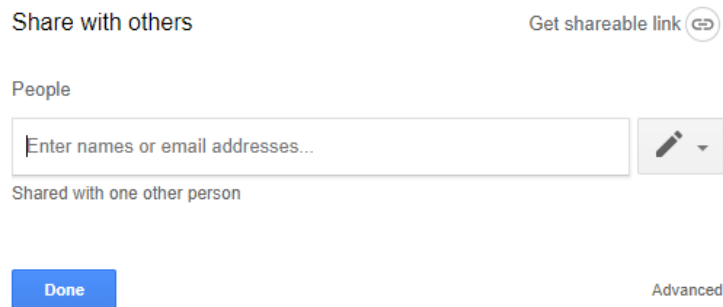 Share with others
Get shareable link
People
Enter names or email addresses...
Shared with one other person
Done
Advanced